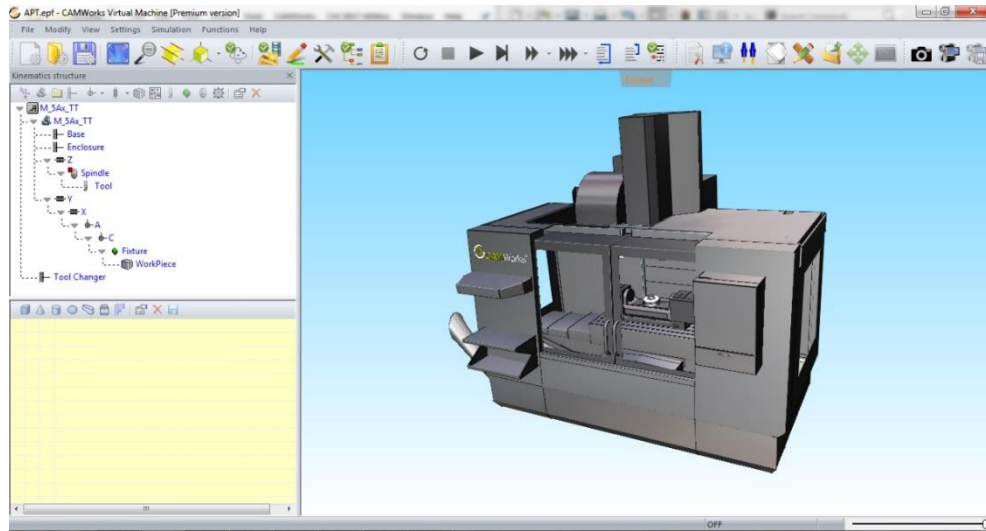 APT.epf - CAMWorks Virtual Machine [Premium version]
File Modify View Settings Simulation Functions Help
Kinematics structure
M_5Ax_TT
M_5Ax_TT
Base
Enclosure
Z
Spindle
Tool
Y
X
A
C
Fixture
WorkPiece
Tool Changer
CAMWorks
OFF